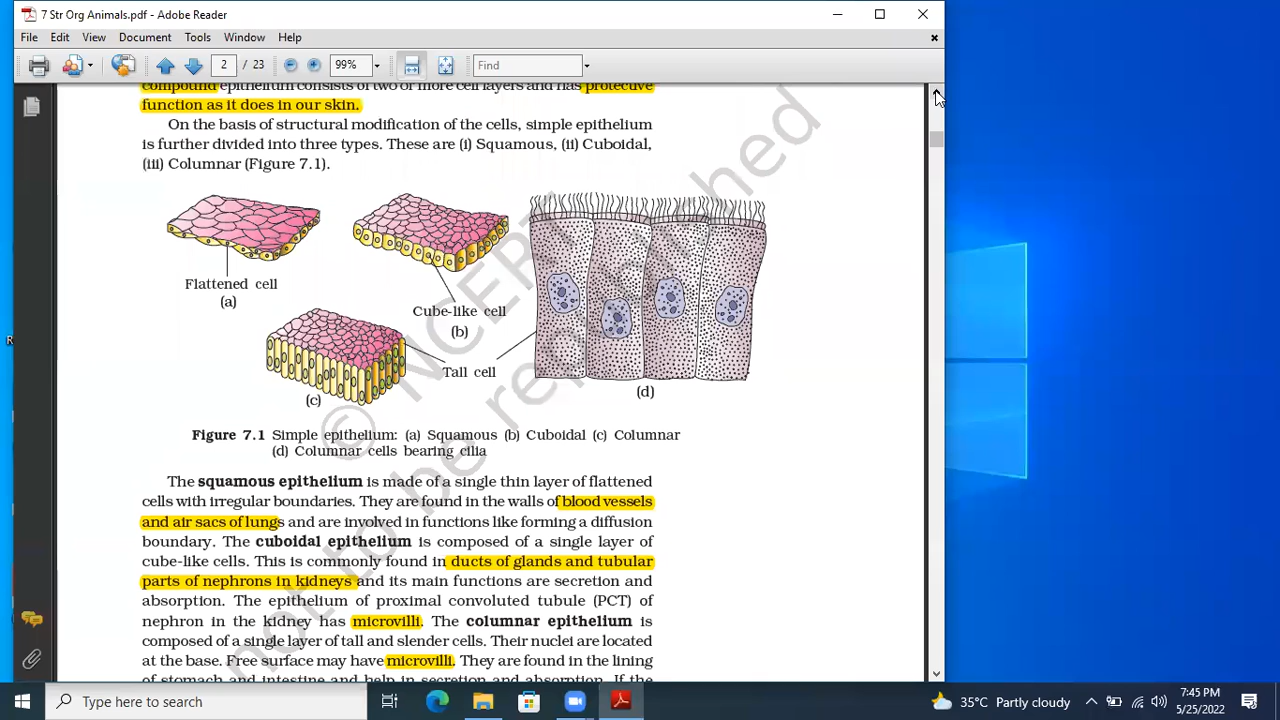 7 Str Org Animals.pdf - Adobe Reader
File Edit View Document Tools Window Help
2 / 23 99% Find
compound epithelium consists of two or more cell layers and has protective
function as it does in our skin.
On the basis of structural modification of the cells, simple epithelium
is further divided into three types. These are (i) Squamous, (ii) Cuboidal,
(iii) Columnar (Figure 7.1).
Flattened cell
(a)
Cube-like cell
(b)
Tall cell
(c)
(d)
Figure 7.1 Simple epithelium: (a) Squamous (b) Cuboidal (c) Columnar
(d) Columnar cells bearing cilia
The squamous epithelium is made of a single thin layer of flattened
cells with irregular boundaries. They are found in the walls of blood vessels
and air sacs of lungs and are involved in functions like forming a diffusion
boundary. The cuboidal epithelium is composed of a single layer of
cube-like cells. This is commonly found in ducts of glands and tubular
parts of nephrons in kidneys and its main functions are secretion and
absorption. The epithelium of proximal convoluted tubule (PCT) of
nephron in the kidney has microvilli. The columnar epithelium is
composed of a single layer of tall and slender cells. Their nuclei are located
at the base. Free surface may have microvilli. They are found in the lining
of stomach and intestine and help in secretion and absorption. If the
© NCERT
not to be republished
R
Type here to search
35°C Partly cloudy
7:45 PM
5/25/2022